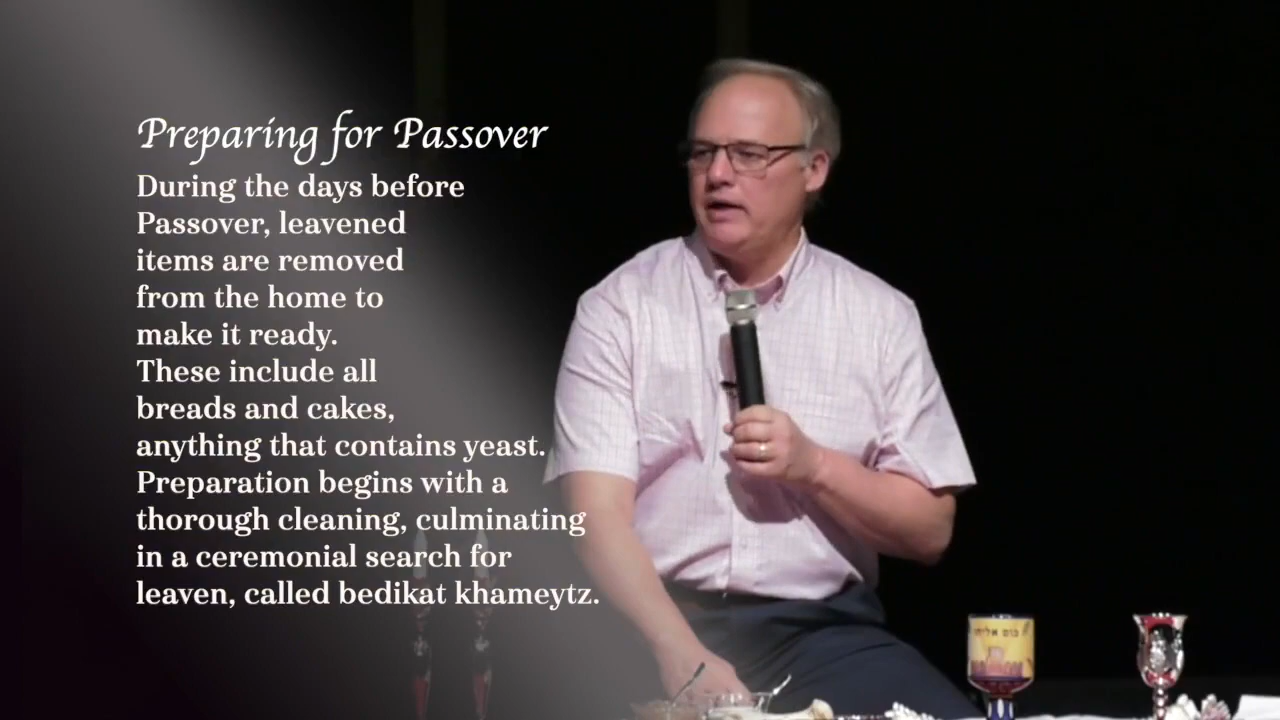 Preparing for Passover
During the days before
Passover, leavened
items are removed
from the home to
make it ready.
These include all
breads and cakes,
anything that contains yeast.
Preparation begins with a
thorough cleaning, culminating
in a ceremonial search for
leaven, called bedikat khameytz.
כוס אליהו